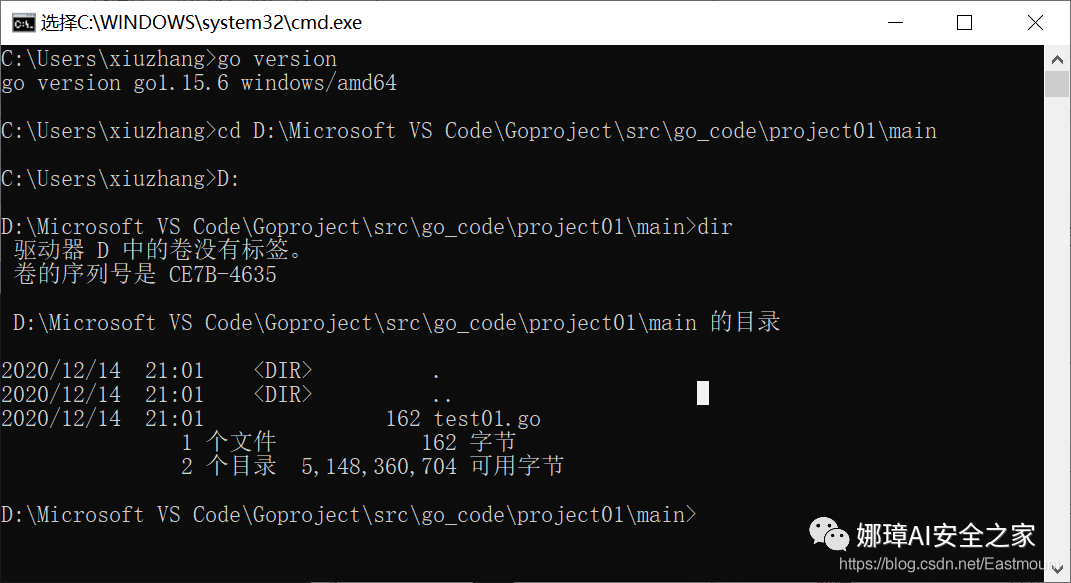 选择C:\WINDOWS\system32\cmd.exe
C:\Users\xiuzhang>go version
go version go1.15.6 windows/amd64
C:\Users\xiuzhang>cd D:\Microsoft VS Code\Goproject\src\go_code\project01\main
C:\Users\xiuzhang>D:
D:\Microsoft VS Code\Goproject\src\go_code\project01\main>dir
驱动器 D 中的卷没有标签。
卷的序列号是 CE7B-4635
D:\Microsoft VS Code\Goproject\src\go_code\project01\main 的目录
2020/12/14  21:01    <DIR>          .
2020/12/14  21:01    <DIR>          ..
2020/12/14  21:01               162 test01.go
1 个文件            162 字节
2 个目录  5,148,360,704 可用字节
D:\Microsoft VS Code\Goproject\src\go_code\project01\main>
娜璋AI安全之家
https://blog.csdn.net/Eastmount